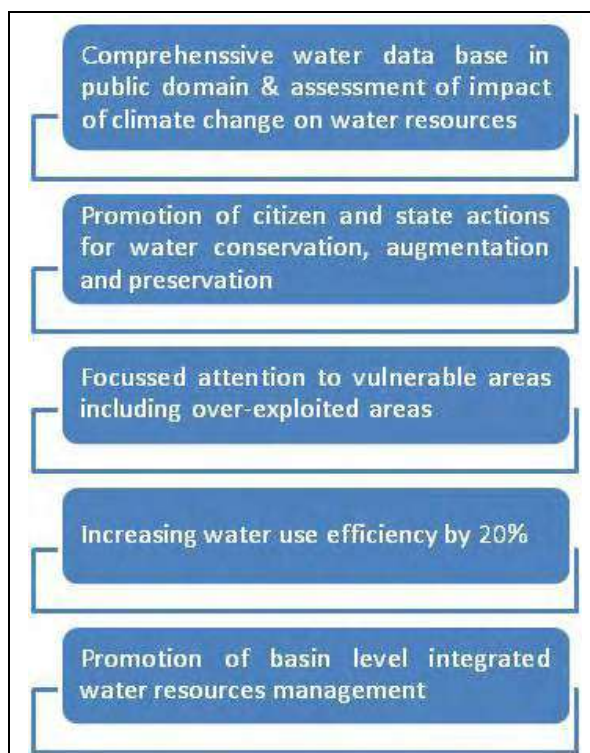 Comprehenssive water data base in
public domain & assessment of impact
of climate change on water resources
Promotion of citizen and state actions
for water conservation, augmentation
and preservation
Focussed attention to vulnerable areas
including over-exploited areas
Increasing water use efficiency by 20%
Promotion of basin level integrated
water resources management